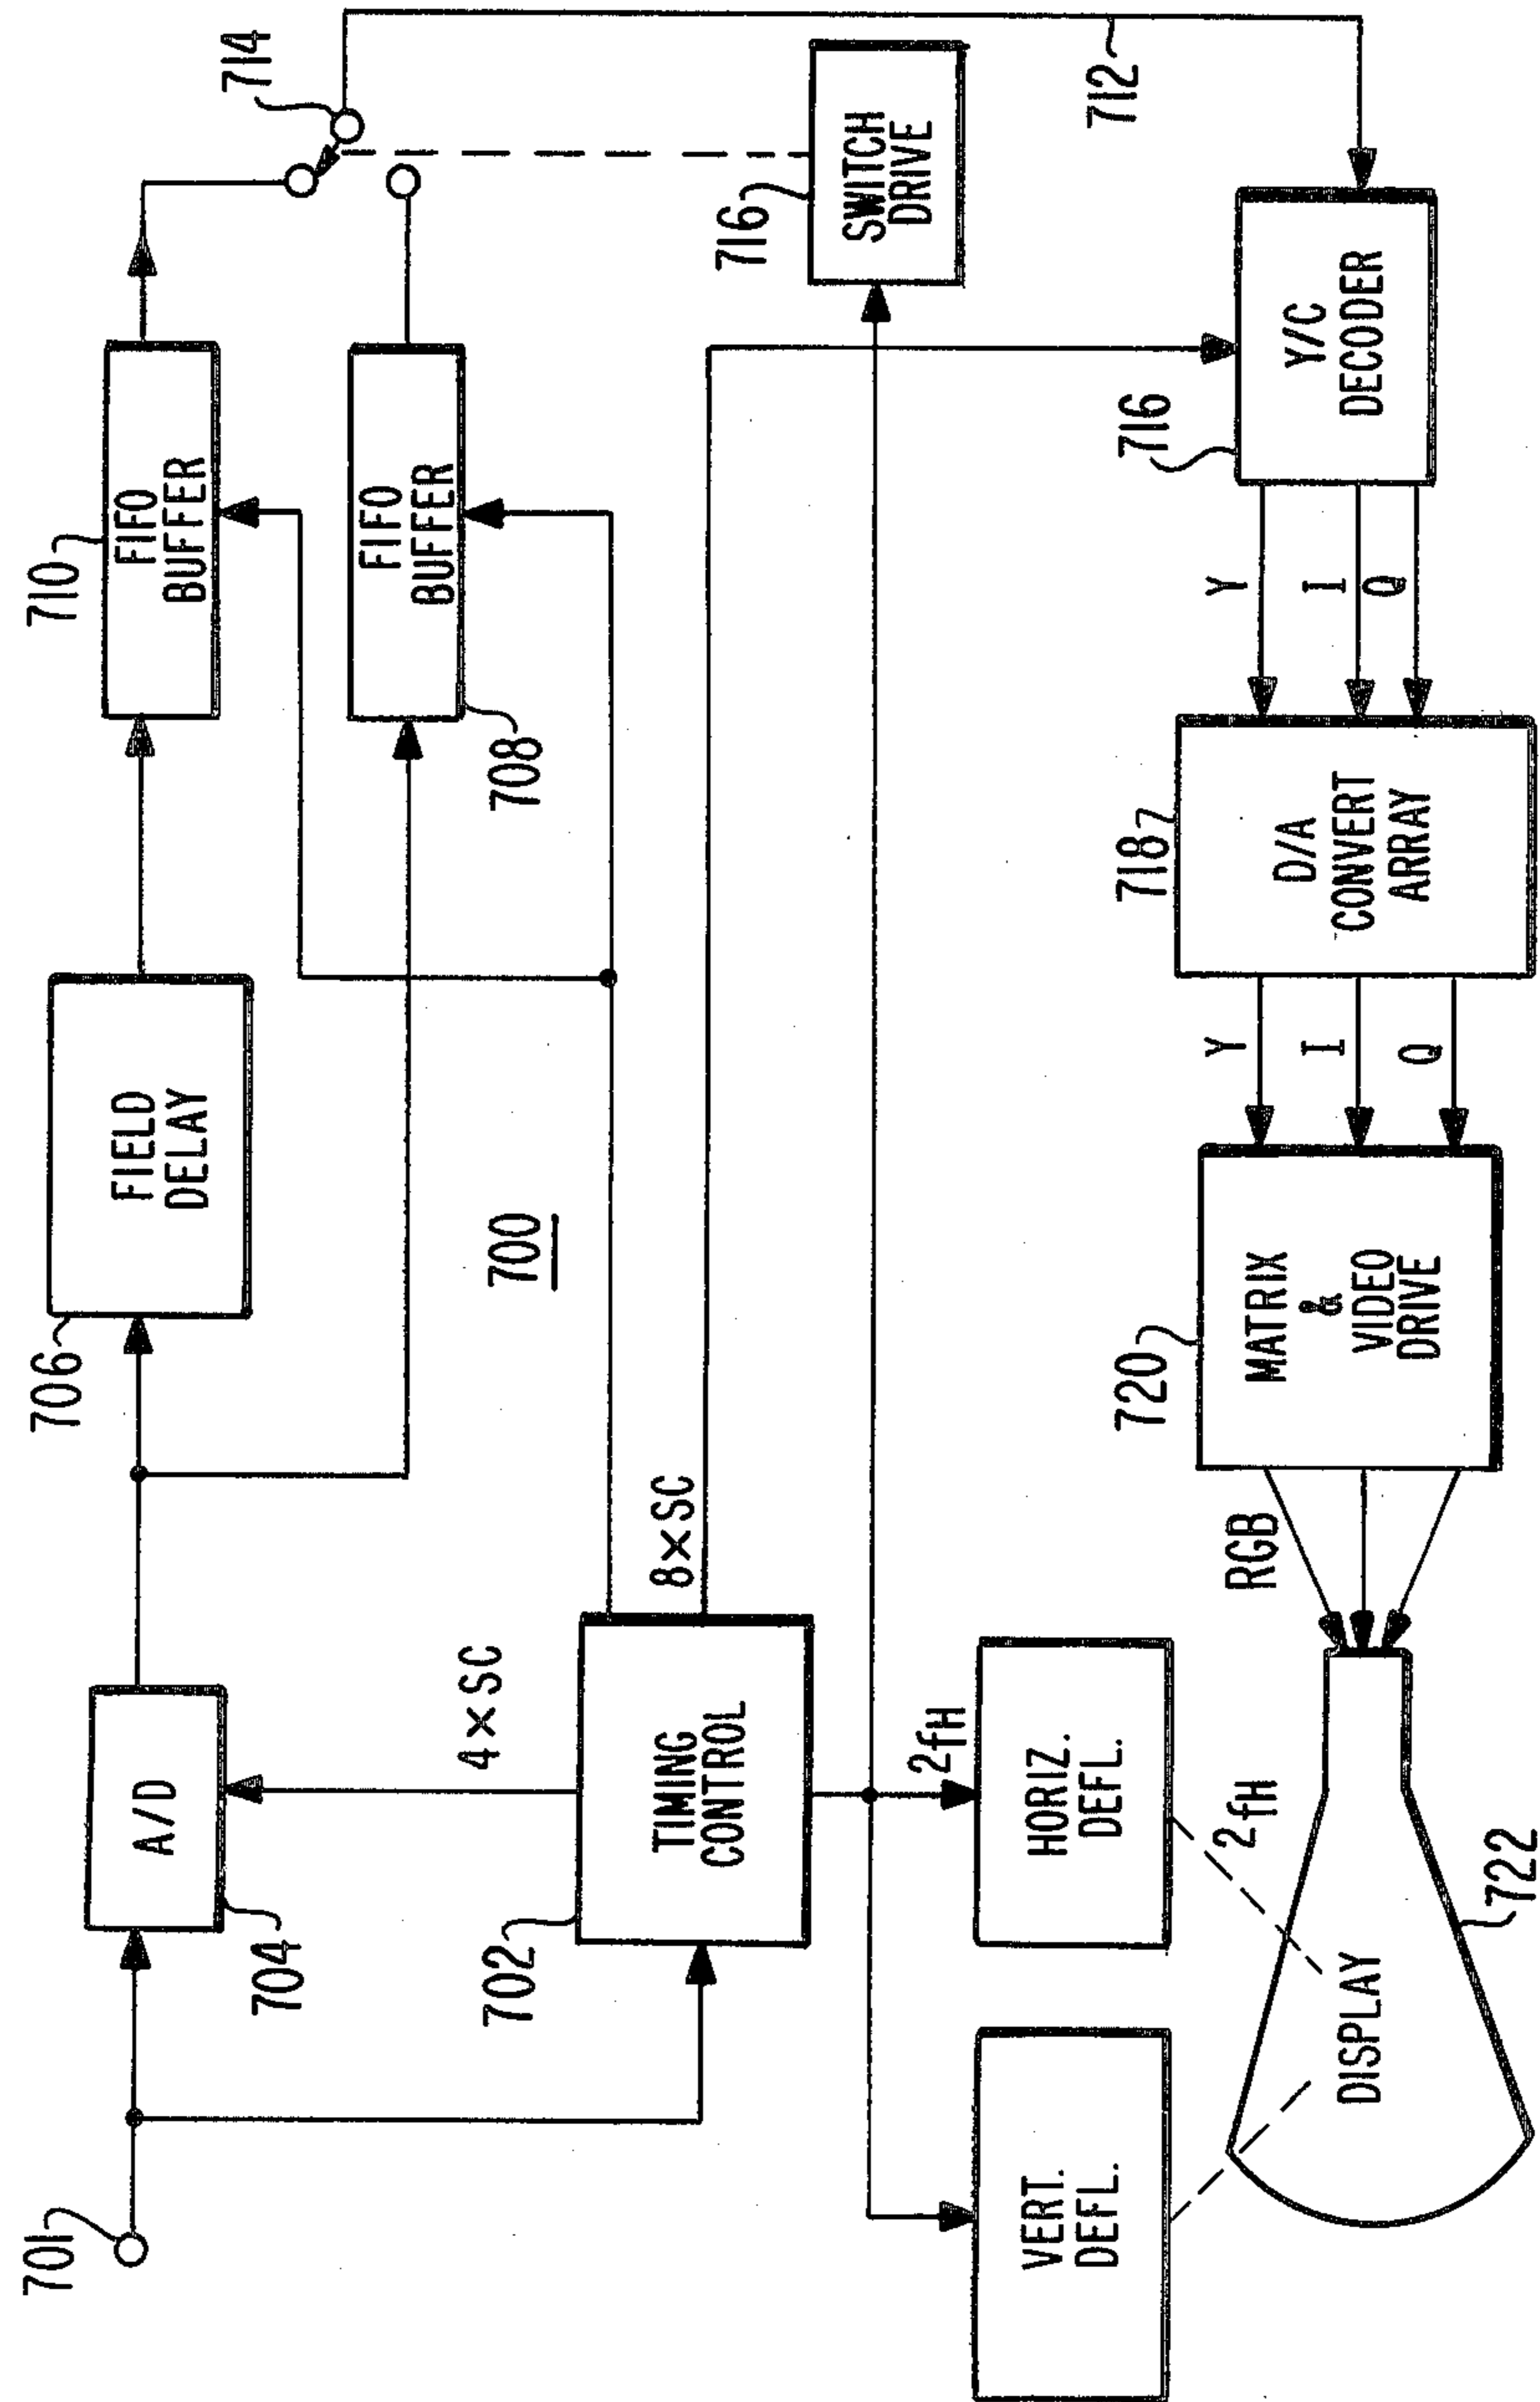 701
704
A/D
706
FIELD
DELAY
710
FIFO
BUFFER
714
708
FIFO
BUFFER
4×SC
700
702
TIMING
CONTROL
8×SC
716
SWITCH
DRIVE
712
2fH
VERT.
DEFL.
HORIZ.
DEFL.
2fH
DISPLAY
722
RGB
720
MATRIX
&
VIDEO
DRIVE
Y
I
Q
718
D/A
CONVERT
ARRAY
Y
I
Q
716
Y/C
DECODER